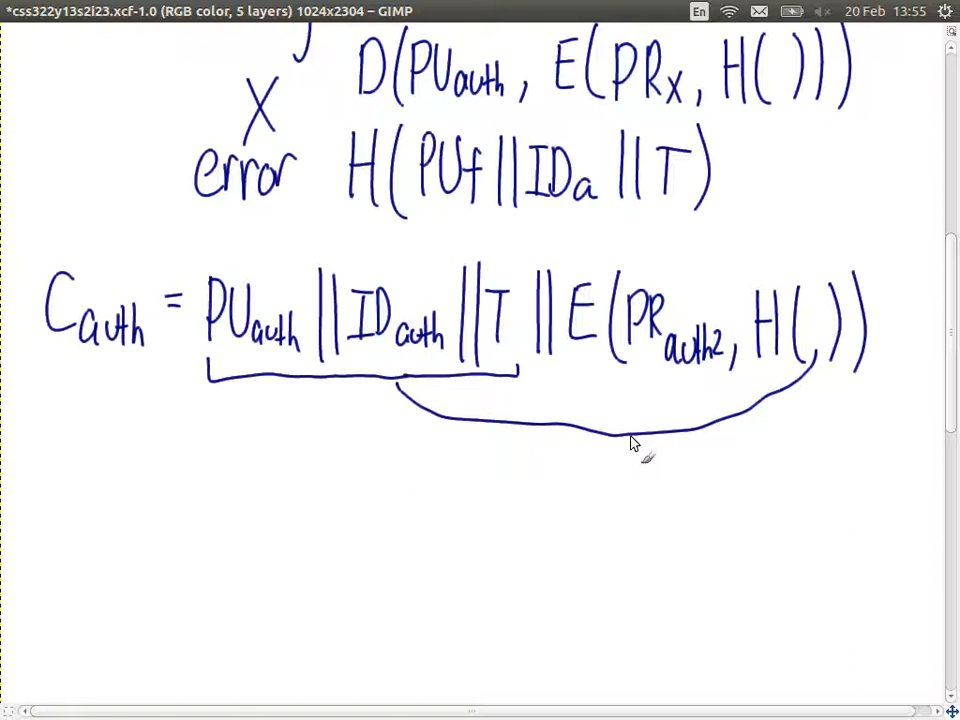 *css322y13s2i23.xcf-1.0 (RGB color, 5 layers) 1024x2304 – GIMP En 20 Feb 13:55
D(PUauth, E(PRx, H()))
X
error H(PUf||IDa||T)
Cauth = PUauth||IDauth||T||E(PRauth2, H(,))